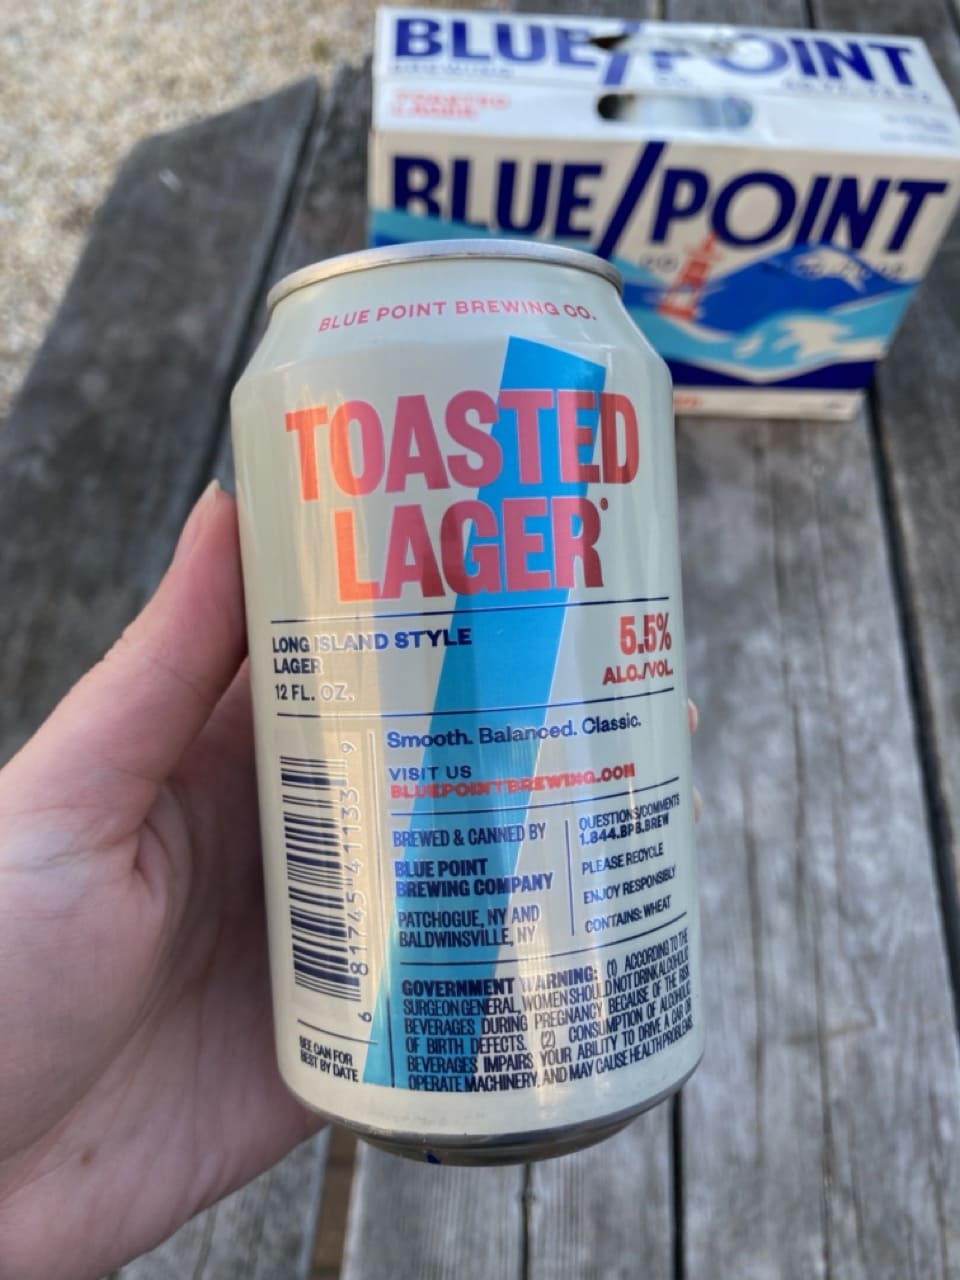 BLUE/POINT
TOASTED
LAGER
BLUE/POINT
BLUE POINT BREWING CO.
TOASTED
LAGER
LONG ISLAND STYLE
LAGER
12 FL. OZ.
5.5%
ALC./VOL.
Smooth. Balanced. Classic.
VISIT US
BLUEPOINTBREWING.COM
BREWED & CANNED BY
BLUE POINT
BREWING COMPANY
PATCHOGUE, NY AND
BALDWINSVILLE, NY
QUESTIONS/COMMENTS
1.844.BPB.BREW
PLEASE RECYCLE
ENJOY RESPONSIBLY
CONTAINS: WHEAT
6 81745 41133 9
SEE CAN FOR
BEST BY DATE
GOVERNMENT WARNING: (1) ACCORDING TO THE
SURGEON GENERAL, WOMEN SHOULD NOT DRINK ALCOHOLIC
BEVERAGES DURING PREGNANCY BECAUSE OF THE RISK
OF BIRTH DEFECTS. (2) CONSUMPTION OF ALCOHOLIC
BEVERAGES IMPAIRS YOUR ABILITY TO DRIVE A CAR OR
OPERATE MACHINERY, AND MAY CAUSE HEALTH PROBLEMS.